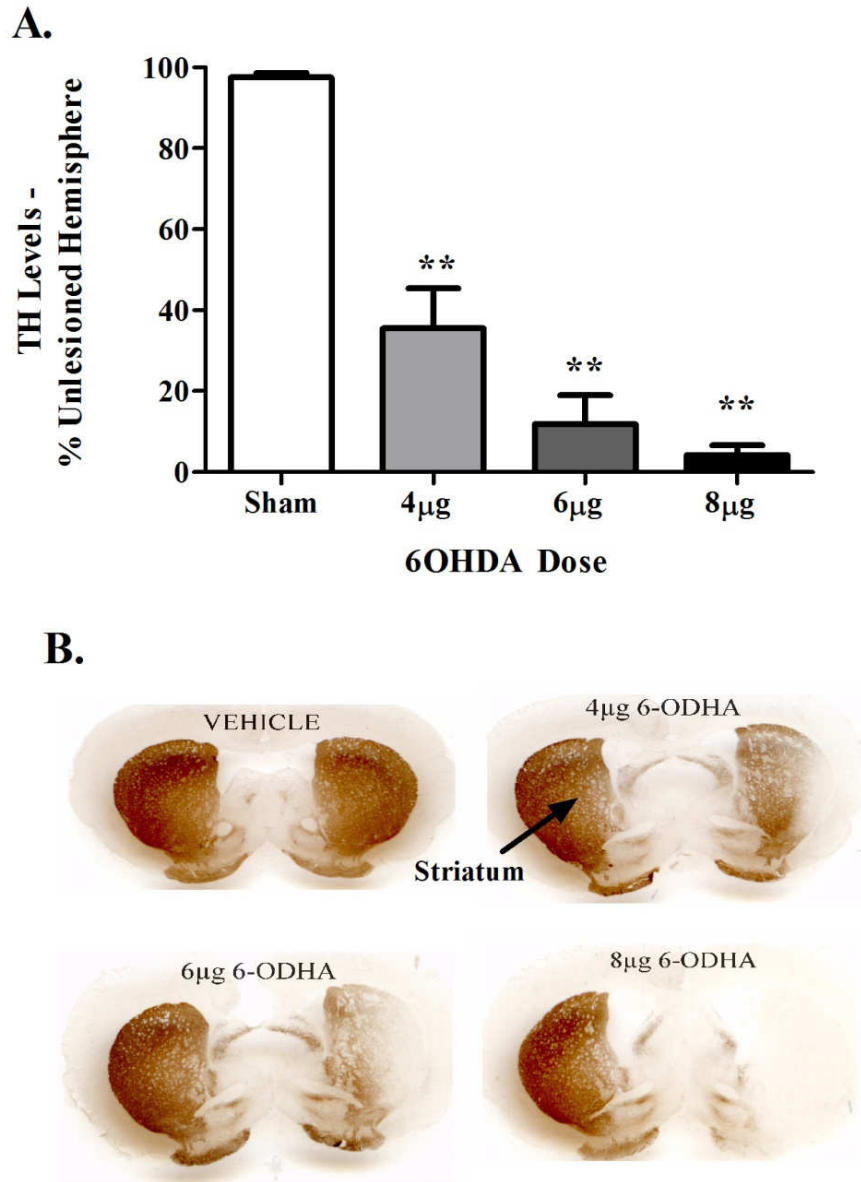 A.
TH Levels -
% Unlesioned Hemisphere
100
80
60
40
20
0
**
**
**
Sham 4µg 6µg 8µg
6OHDA Dose
B.
VEHICLE
4µg 6-ODHA
Striatum
6µg 6-ODHA
8µg 6-ODHA